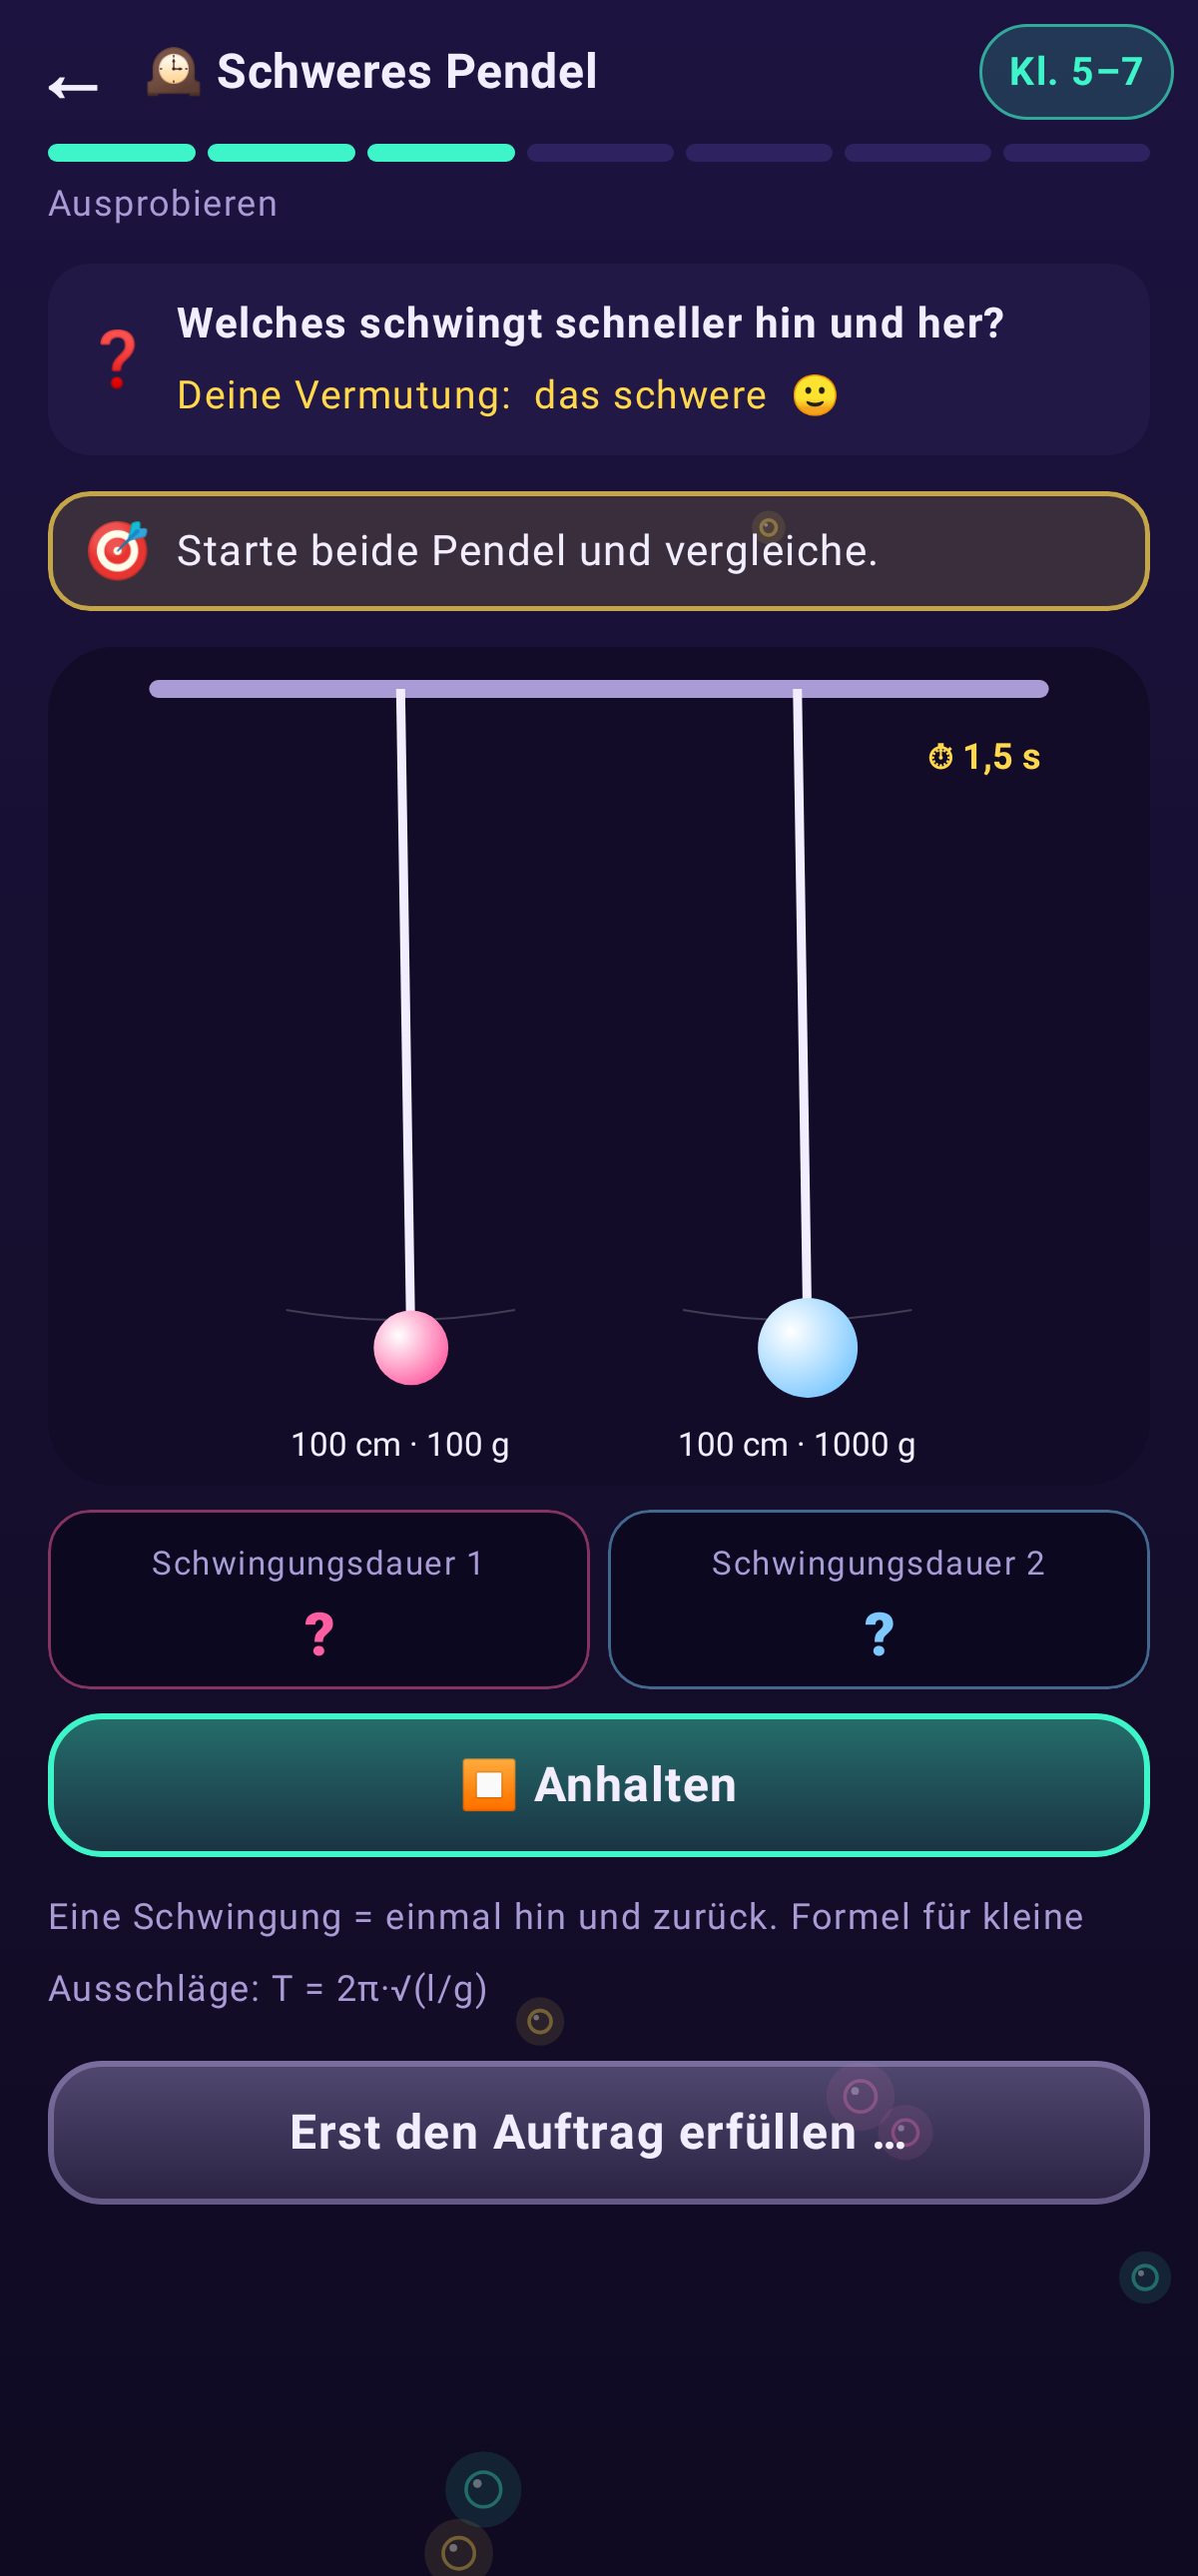 ← 🕰️ Schweres Pendel
Kl. 5–7
Ausprobieren
❓ Welches schwingt schneller hin und her?
Deine Vermutung: das schwere 🙂
🎯 Starte beide Pendel und vergleiche.
⏱ 1,5 s
100 cm · 100 g
100 cm · 1000 g
Schwingungsdauer 1
?
Schwingungsdauer 2
?
⏹️ Anhalten
Eine Schwingung = einmal hin und zurück. Formel für kleine
Ausschläge: T = 2π·√(l/g)
Erst den Auftrag erfüllen …